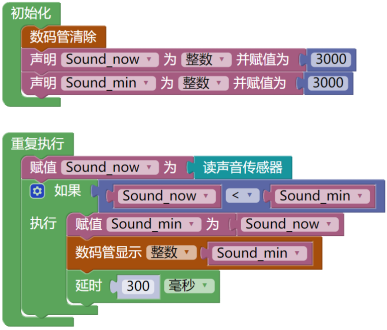 初始化
数码管清除
声明 Sound_now 为 整数 并赋值为 3000
声明 Sound_min 为 整数 并赋值为 3000
重复执行
赋值 Sound_now 为 读声音传感器
如果 Sound_now < Sound_min
执行 赋值 Sound_min 为 Sound_now
数码管显示 整数 Sound_min
延时 300 毫秒